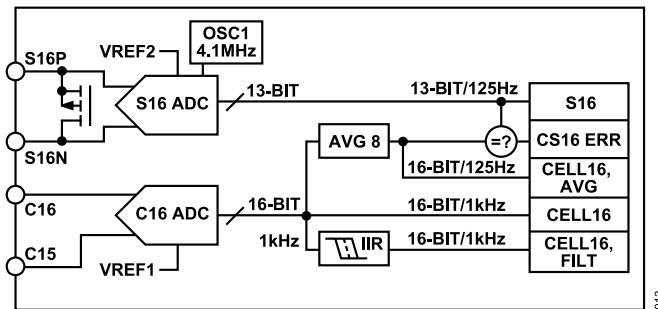 OSC1
4.1MHz
S16P
VREF2
S16 ADC
13-BIT
13-BIT/125Hz
S16
S16N
AVG 8
=?
CS16 ERR
16-BIT/125Hz
CELL16,
AVG
C16
C16 ADC
16-BIT
16-BIT/1kHz
CELL16
1kHz
IIR
16-BIT/1kHz
CELL16,
FILT
C15
VREF1